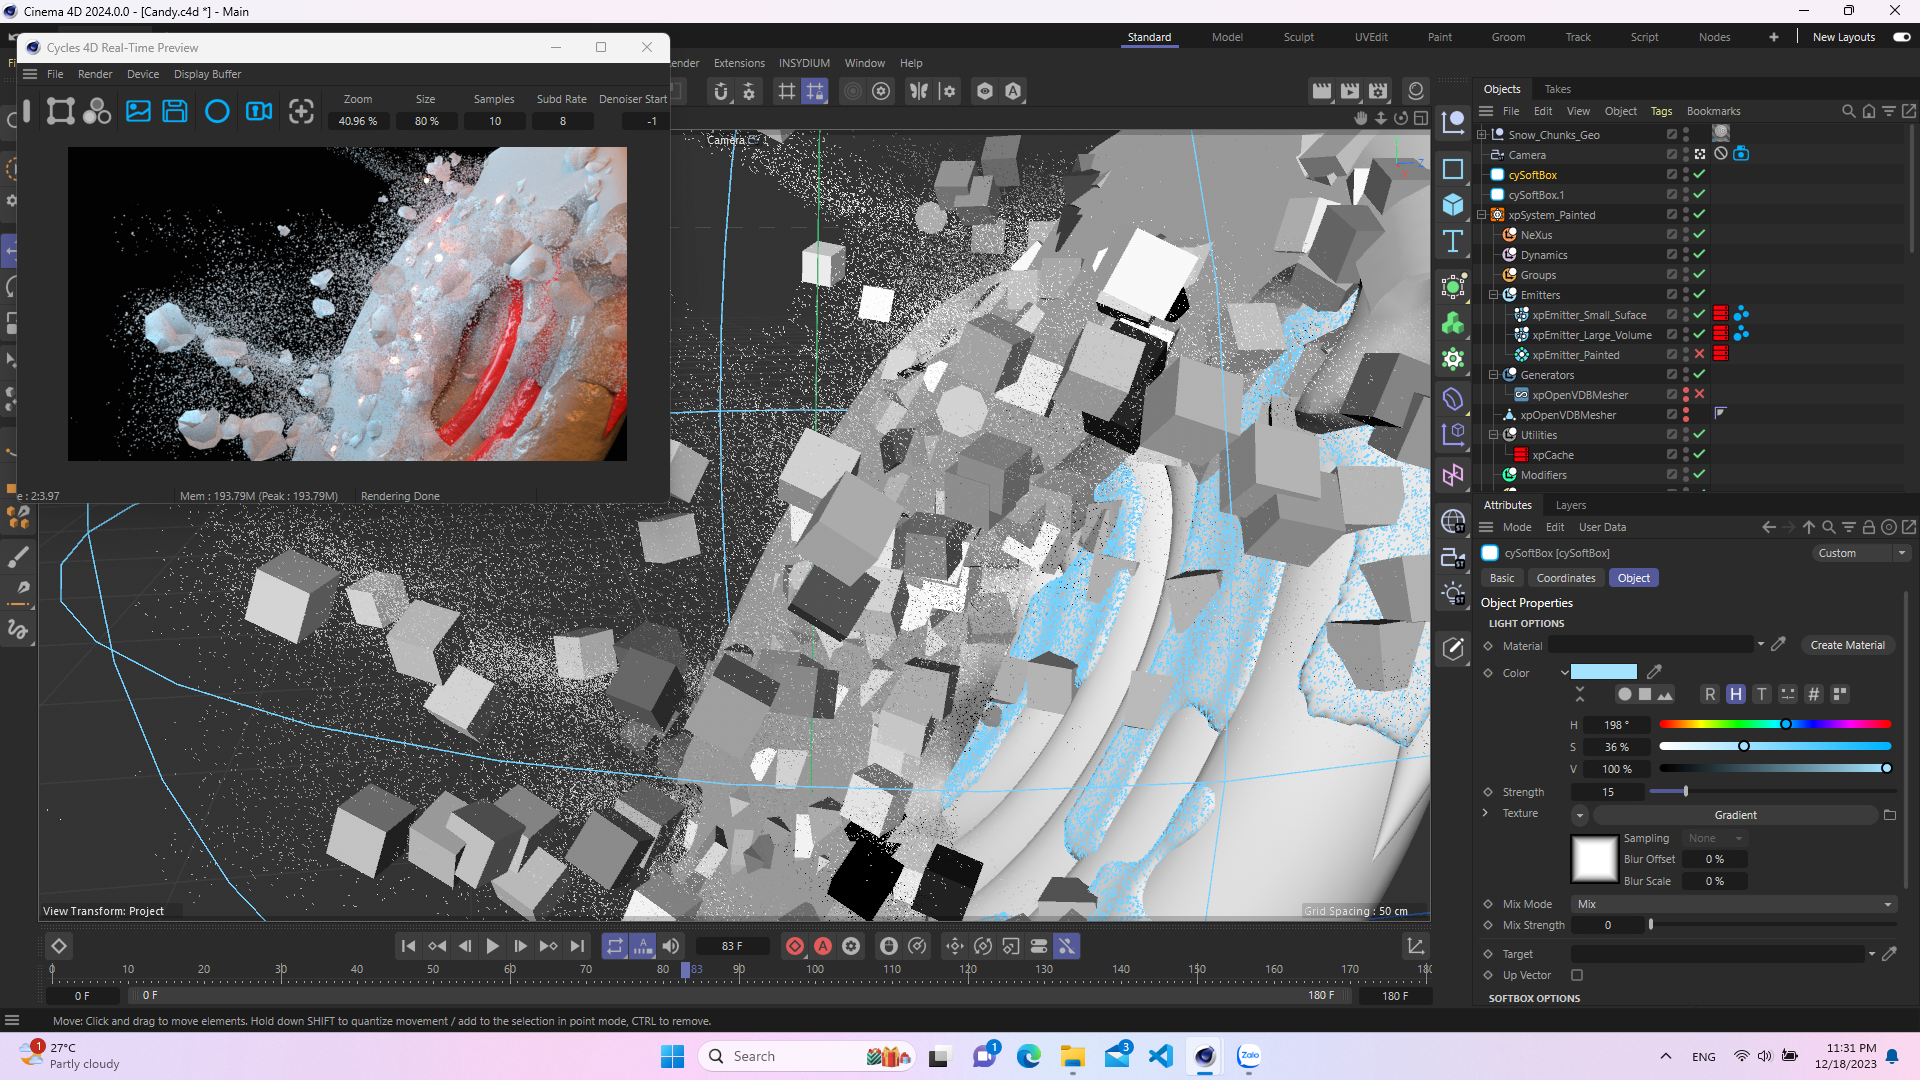 Cinema 4D 2024.0.0 - [Candy.c4d *] - Main
Cycles 4D Real-Time Preview
File Render Device Display Buffer
Zoom Size Samples Subd Rate Denoiser Start
40.96 % 80 % 10 8 -1
e : 2:3.97 Mem : 193.79M (Peak : 193.79M) Rendering Done
Standard Model Sculpt UVEdit Paint Groom Track Script Nodes + New Layouts
ender Extensions INSYDIUM Window Help
Camera
Z
View Transform: Project
Grid Spacing : 50 cm
Objects Takes
File Edit View Object Tags Bookmarks
Snow_Chunks_Geo
Camera
cySoftBox
cySoftBox.1
xpSystem_Painted
NeXus
Dynamics
Groups
Emitters
xpEmitter_Small_Suface
xpEmitter_Large_Volume
xpEmitter_Painted
Generators
xpOpenVDBMesher
xpOpenVDBMesher
Utilities
xpCache
Modifiers
Attributes Layers
Mode Edit User Data
cySoftBox [cySoftBox] Custom
Basic Coordinates Object
Object Properties
LIGHT OPTIONS
Material Create Material
Color
R H T #
H 198 °
S 36 %
V 100 %
Strength 15
Texture Gradient
Sampling None
Blur Offset 0 %
Blur Scale 0 %
Mix Mode Mix
Mix Strength 0
Target
Up Vector
SOFTBOX OPTIONS
83 F
0 10 20 30 40 50 60 70 80 83 90 100 110 120 130 140 150 160 170 180
0 F 0 F 180 F 180 F
Move: Click and drag to move elements. Hold down SHIFT to quantize movement / add to the selection in point mode, CTRL to remove.
1
27°C
Partly cloudy
Search
1
3
Zalo
ENG
11:31 PM
12/18/2023